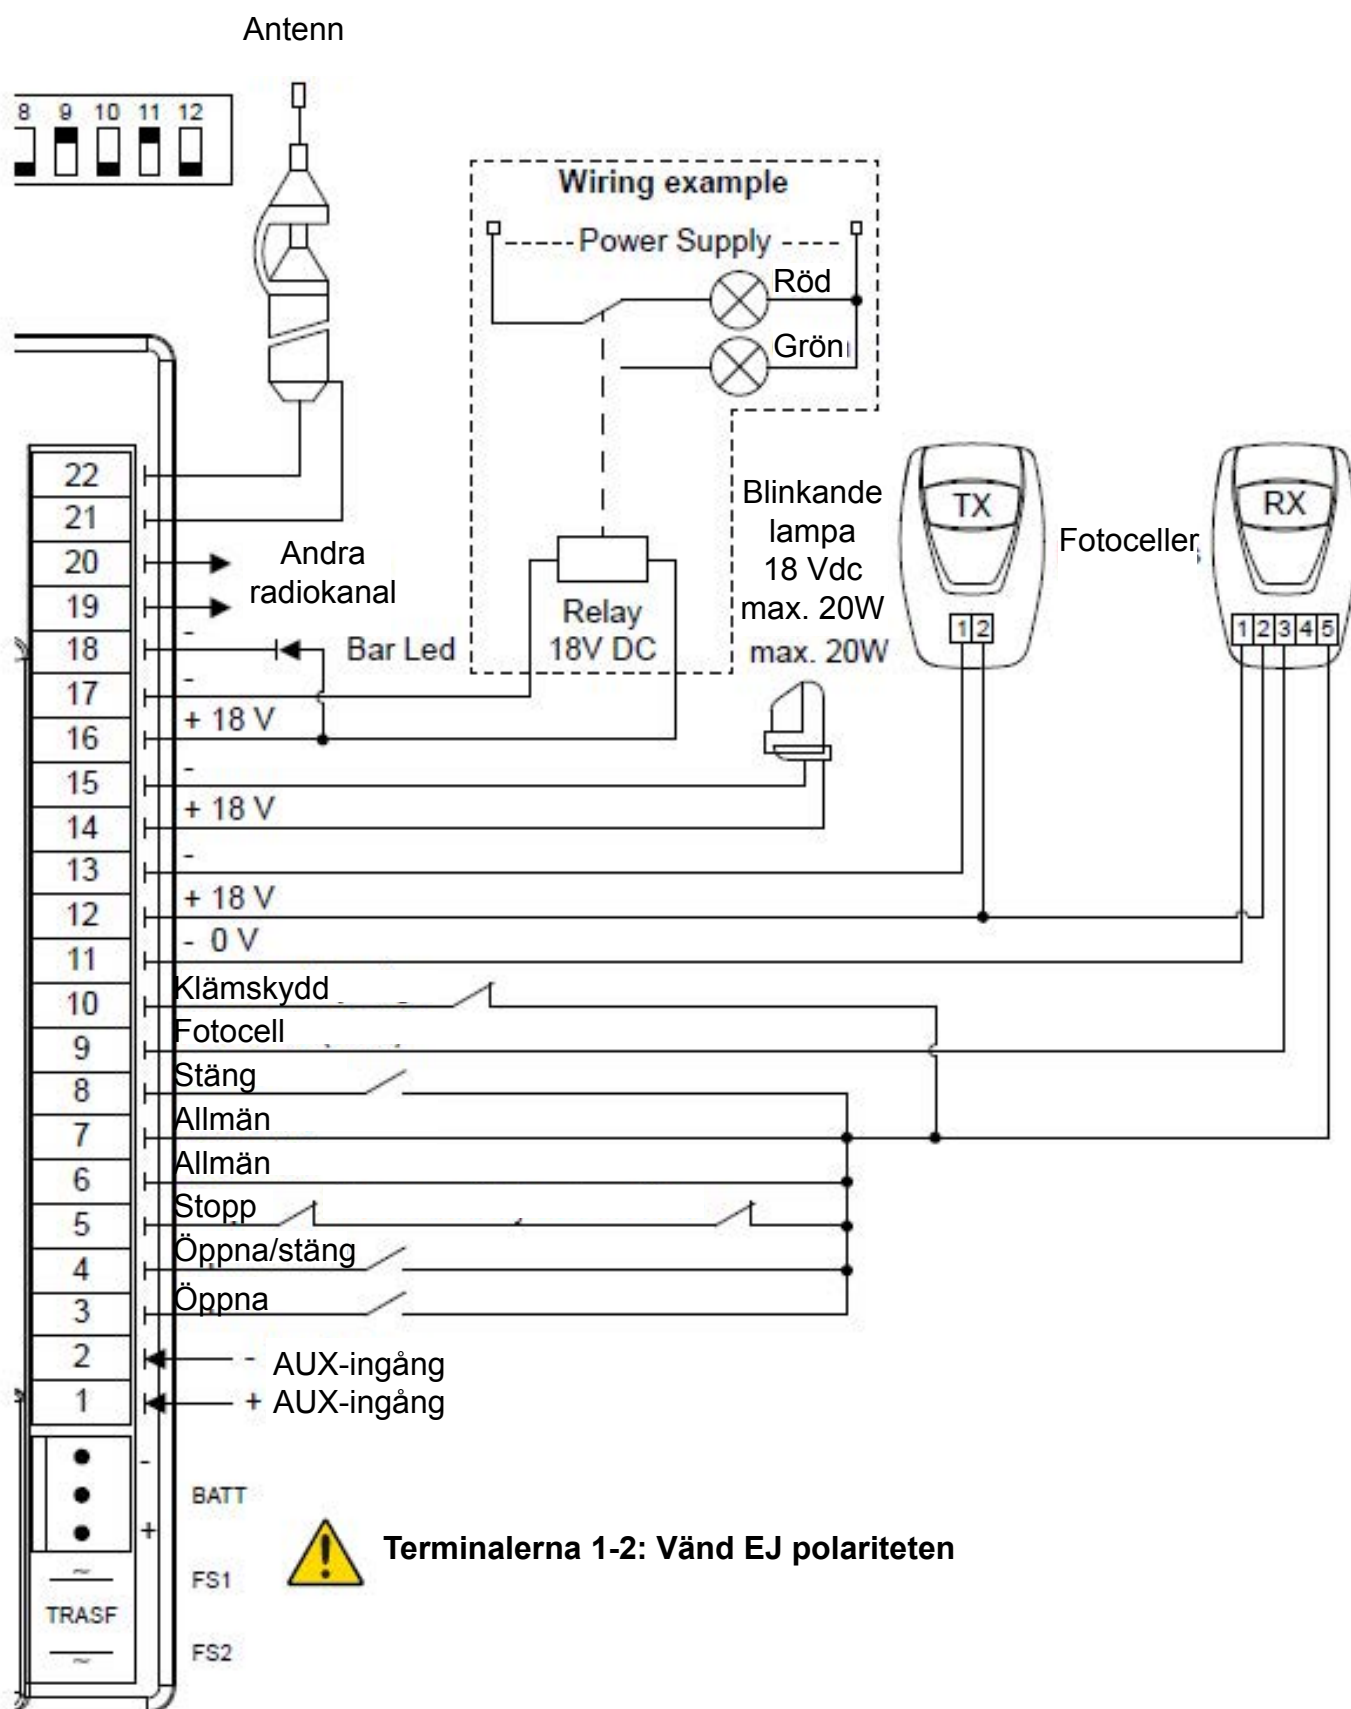 Antenn
8 9 10 11 12
Wiring example
Power Supply
Röd
Grön
22
21
20
19
18
17
16
15
14
13
12
11
10
9
8
7
6
5
4
3
2
1
Andra
radiokanal
-
Bar Led
-
+ 18 V
-
+ 18 V
-
+ 18 V
- 0 V
Relay
18V DC
Blinkande
lampa
18 Vdc
max. 20W
max. 20W
TX
1 2
Fotoceller
RX
1 2 3 4 5
Klämskydd
Fotocell
Stäng
Allmän
Allmän
Stopp
Öppna/stäng
Öppna
- AUX-ingång
+ AUX-ingång
-
BATT
+
Terminalerna 1-2: Vänd EJ polariteten
~
FS1
TRASF
FS2
~